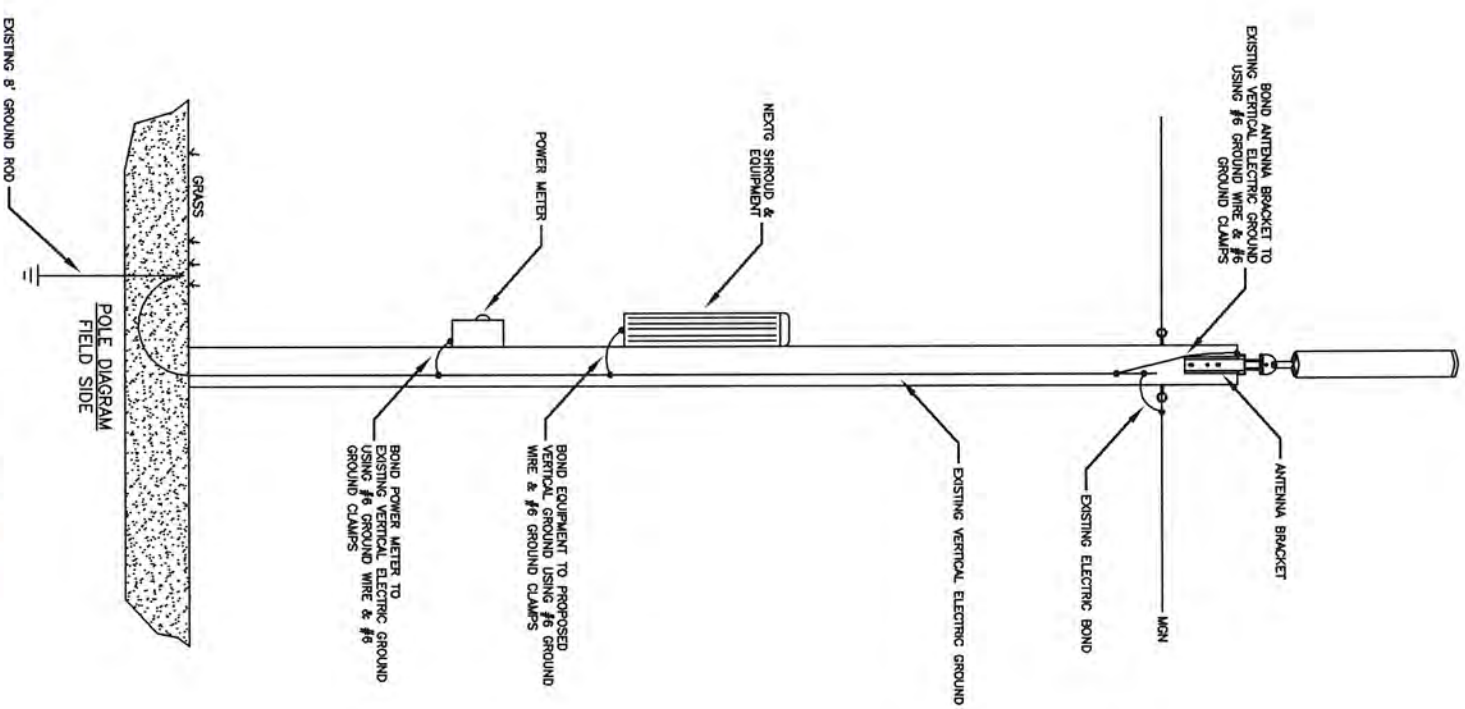 BOND ANTENNA BRACKET TO
EXISTING VERTICAL ELECTRIC GROUND
USING #6 GROUND WIRE & #6
GROUND CLAMPS
ANTENNA BRACKET
MGN
EXISTING ELECTRIC BOND
EXISTING VERTICAL ELECTRIC GROUND
NEXTG SHROUD &
EQUIPMENT
BOND EQUIPMENT TO PROPOSED
VERTICAL GROUND USING #6 GROUND
WIRE & #6 GROUND CLAMPS
POWER METER
BOND POWER METER TO
EXISTING VERTICAL ELECTRIC GROUND
USING #6 GROUND WIRE & #6
GROUND CLAMPS
GRASS
EXISTING 8' GROUND ROD
POLE DIAGRAM
FIELD SIDE